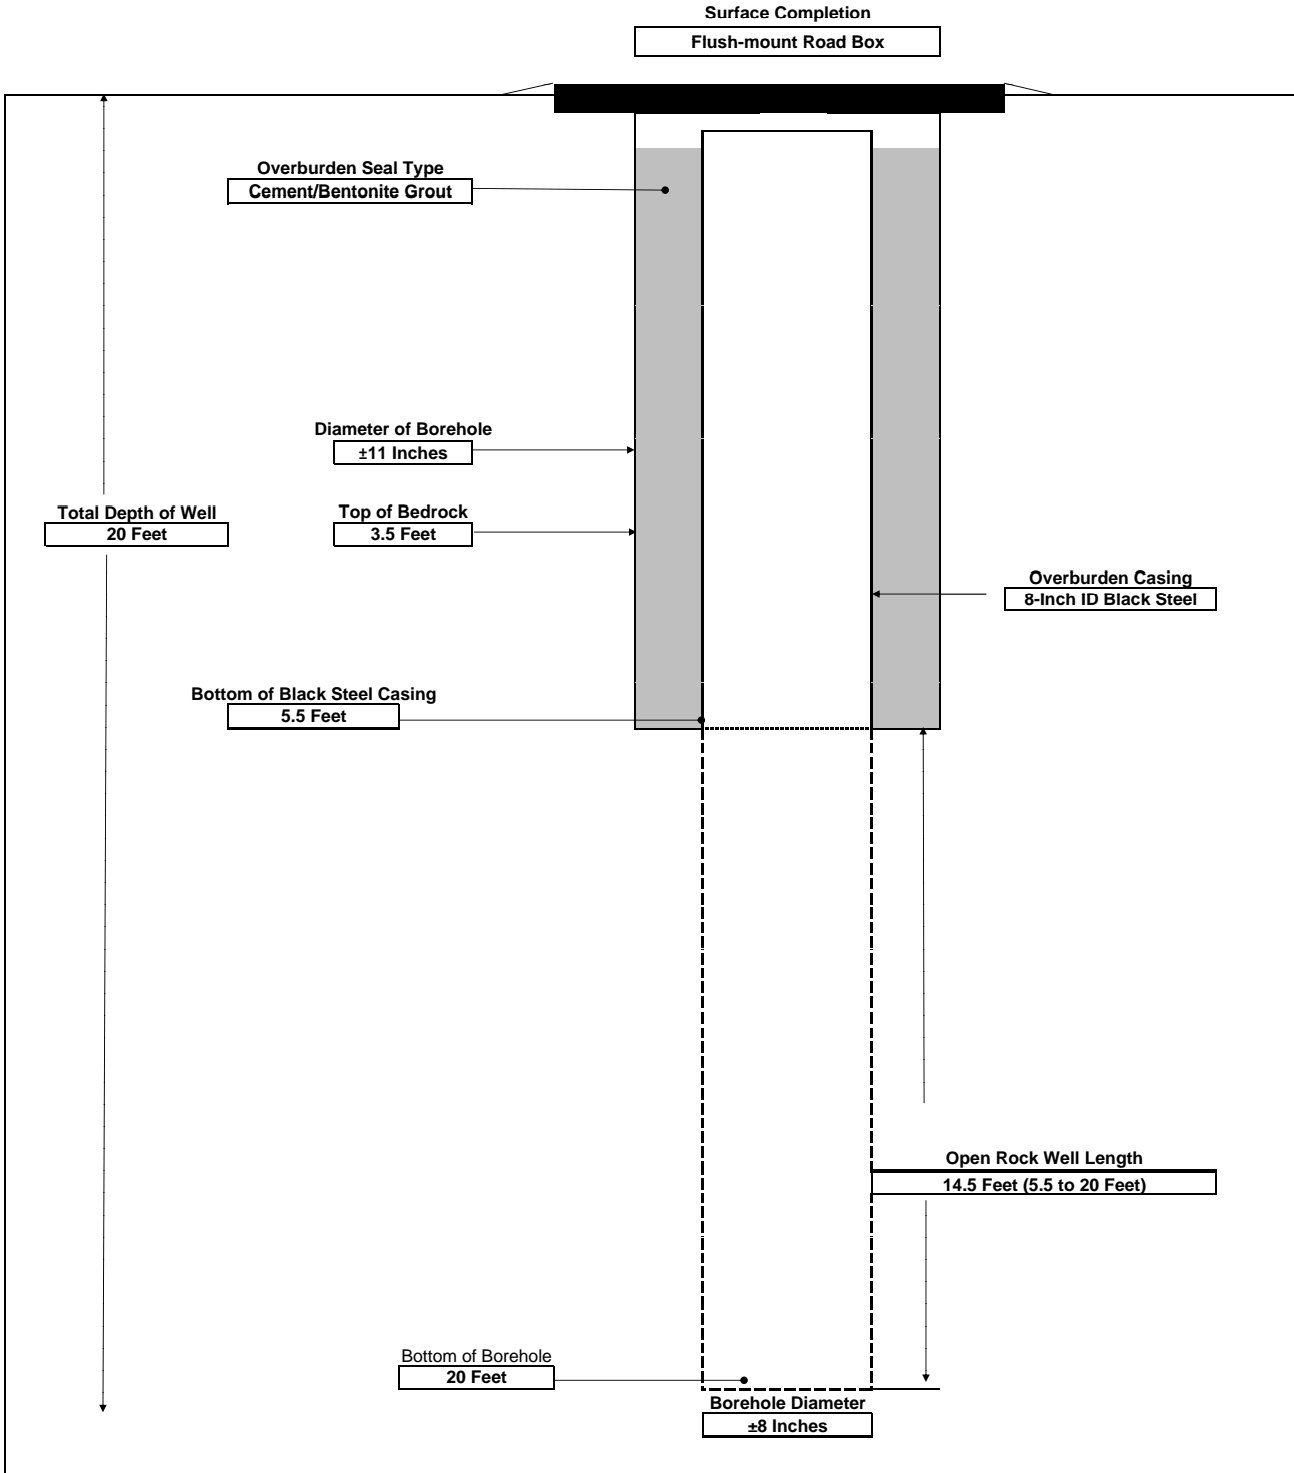 Surface Completion
Flush-mount Road Box
Overburden Seal Type
Cement/Bentonite Grout
Diameter of Borehole
±11 Inches
Total Depth of Well
20 Feet
Top of Bedrock
3.5 Feet
Overburden Casing
8-Inch ID Black Steel
Bottom of Black Steel Casing
5.5 Feet
Open Rock Well Length
14.5 Feet (5.5 to 20 Feet)
Bottom of Borehole
20 Feet
Borehole Diameter
±8 Inches